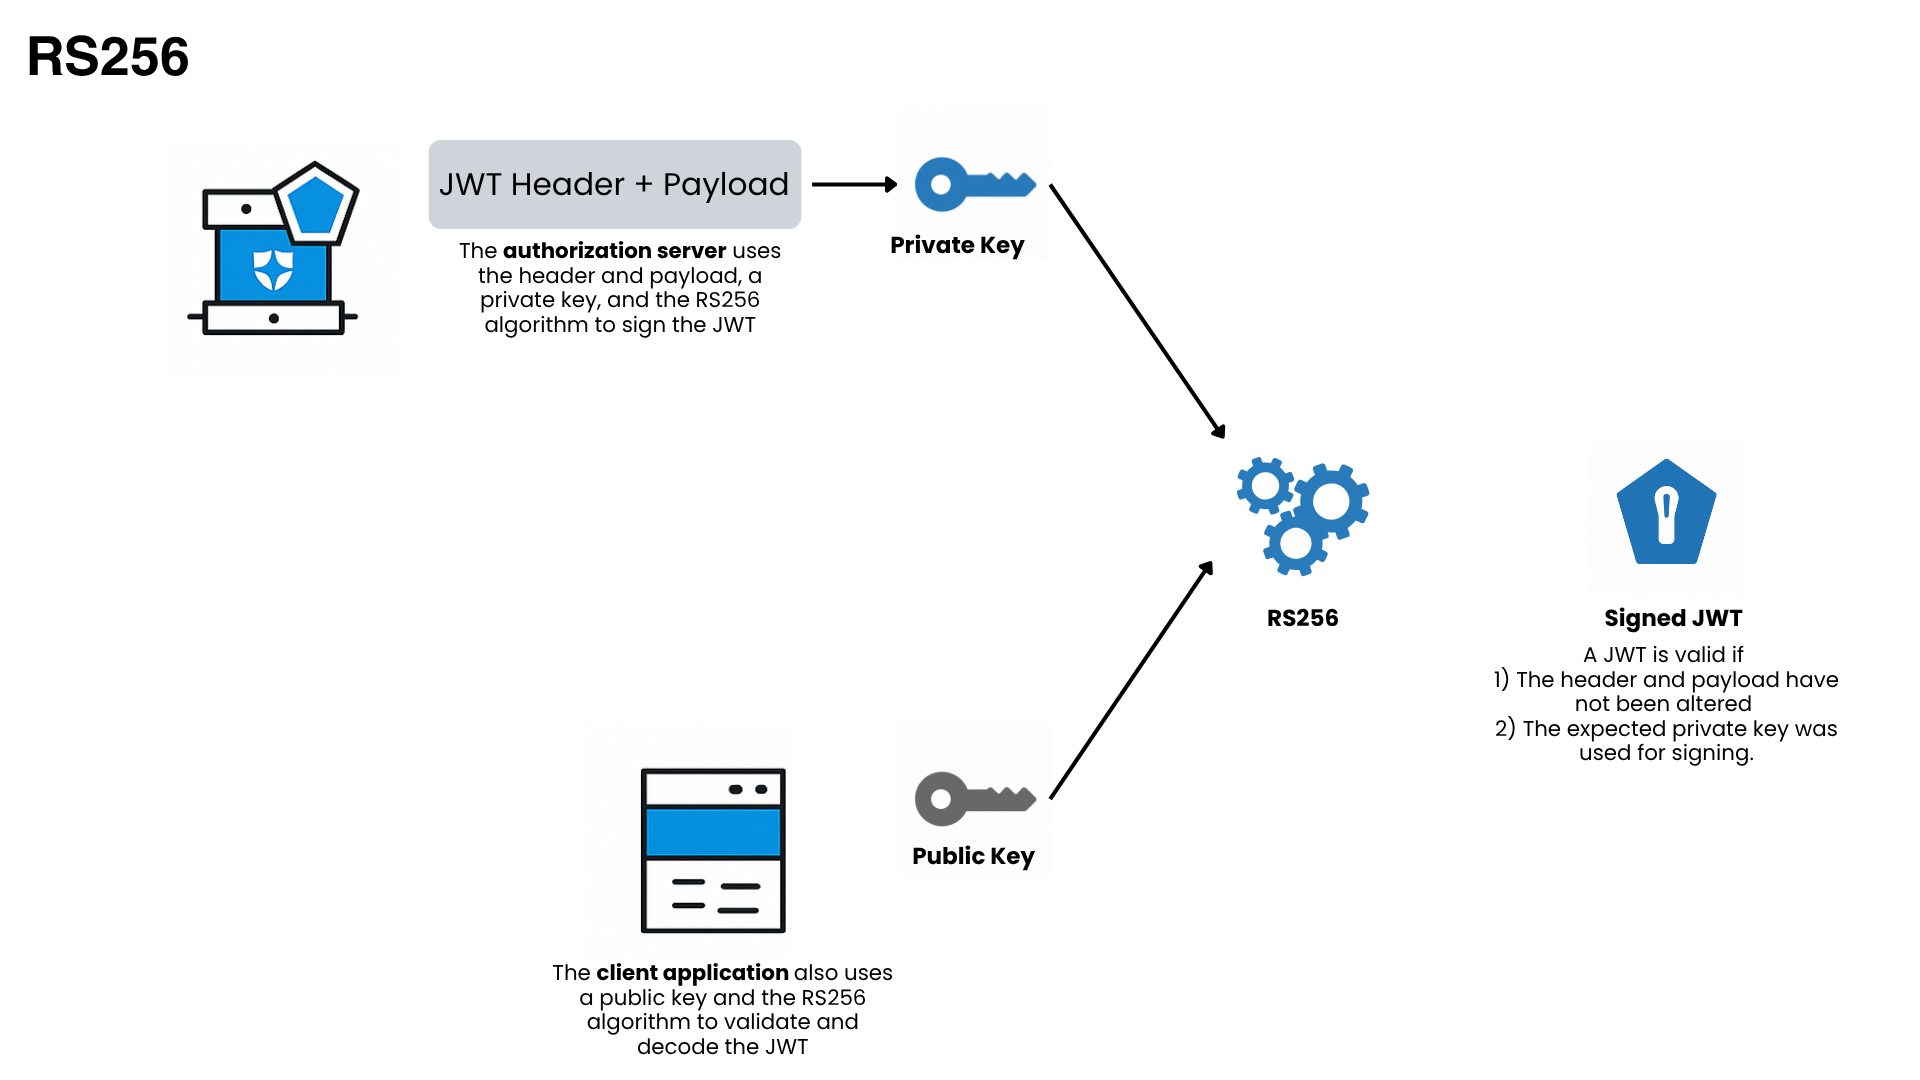 RS256
JWT Header + Payload
The authorization server uses
the header and payload, a
private key, and the RS256
algorithm to sign the JWT
Private Key
RS256
Signed JWT
A JWT is valid if
1) The header and payload have
not been altered
2) The expected private key was
used for signing.
Public Key
The client application also uses
a public key and the RS256
algorithm to validate and
decode the JWT